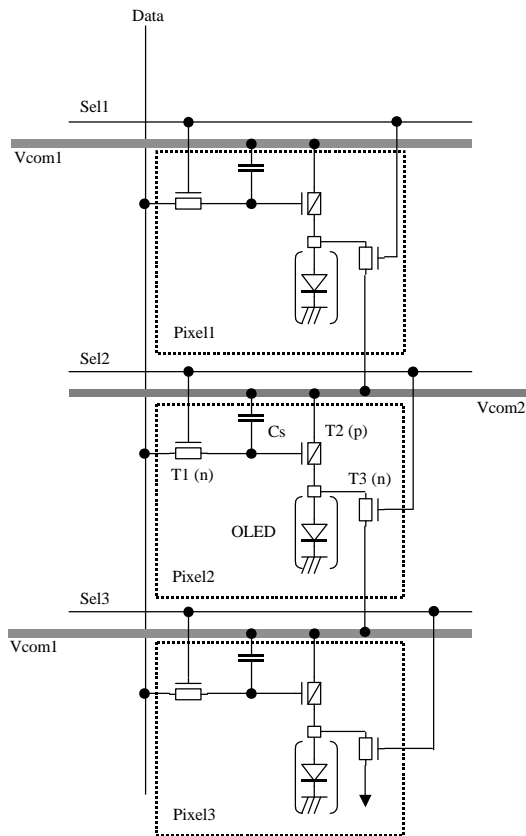 Data
Sel1
Vcom1
Pixel1
Sel2
Vcom2
Cs
T2 (p)
T1 (n)
T3 (n)
OLED
Pixel2
Sel3
Vcom1
Pixel3